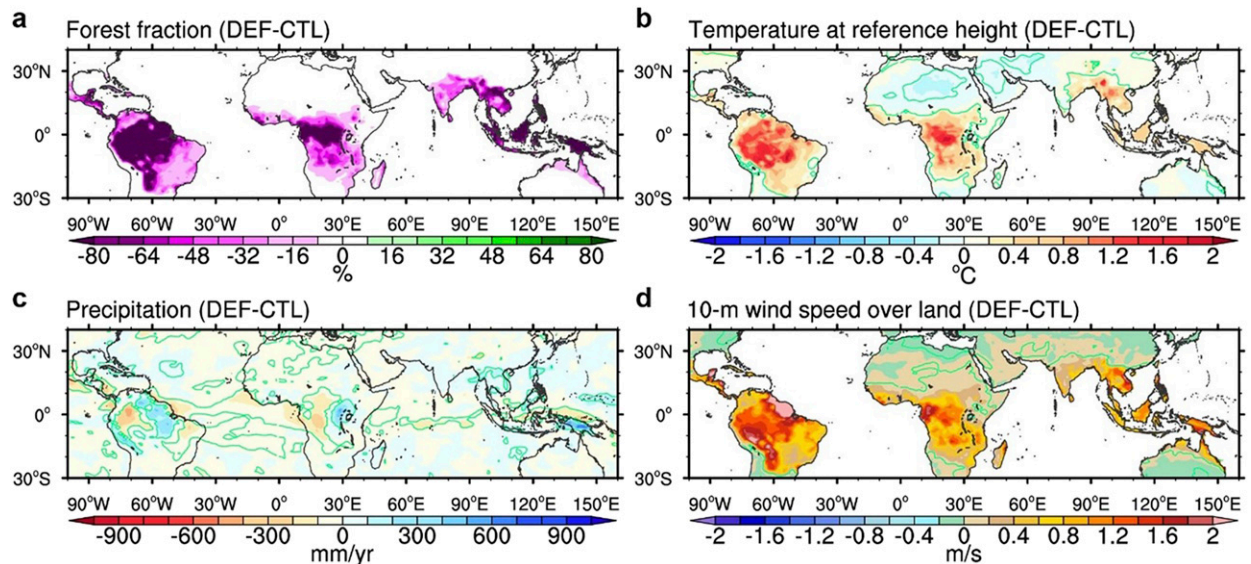 a
Forest fraction (DEF-CTL)
30°N
0°
30°S
90°W 60°W 30°W 0° 30°E 60°E 90°E 120°E 150°E
-80 -64 -48 -32 -16 0 16 32 48 64 80
%
b
Temperature at reference height (DEF-CTL)
30°N
0°
30°S
90°W 60°W 30°W 0° 30°E 60°E 90°E 120°E 150°E
-2 -1.6 -1.2 -0.8 -0.4 0 0.4 0.8 1.2 1.6 2
°C
c
Precipitation (DEF-CTL)
30°N
0°
30°S
90°W 60°W 30°W 0° 30°E 60°E 90°E 120°E 150°E
-900 -600 -300 0 300 600 900
mm/yr
d
10-m wind speed over land (DEF-CTL)
30°N
0°
30°S
90°W 60°W 30°W 0° 30°E 60°E 90°E 120°E 150°E
-2 -1.6 -1.2 -0.8 -0.4 0 0.4 0.8 1.2 1.6 2
m/s